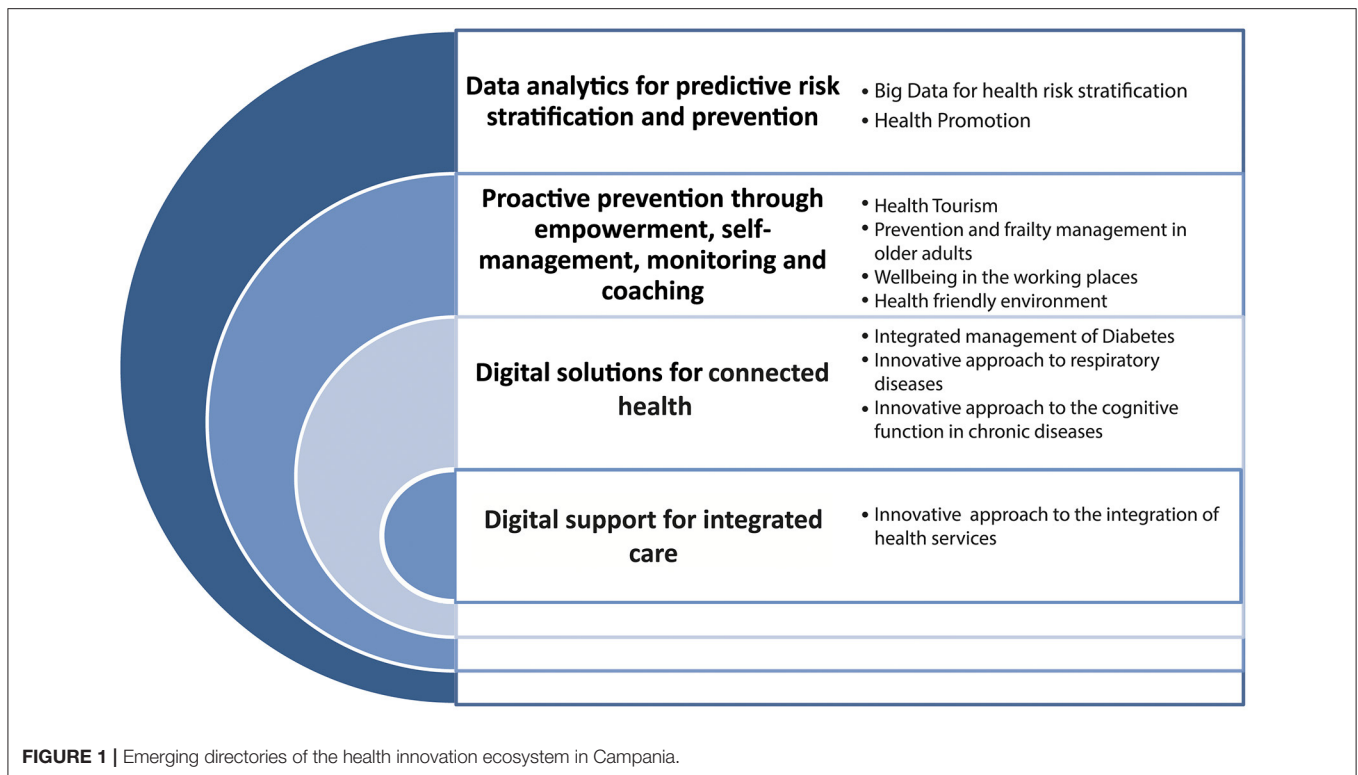 Data analytics for predictive risk
stratification and prevention
• Big Data for health risk stratification
• Health Promotion
Proactive prevention through
empowerment, self-
management, monitoring and
coaching
• Health Tourism
• Prevention and frailty management in
older adults
• Wellbeing in the working places
• Health friendly environment
Digital solutions for connected
health
• Integrated management of Diabetes
• Innovative approach to respiratory
diseases
• Innovative approach to the cognitive
function in chronic diseases
Digital support for integrated
care
• Innovative approach to the integration of
health services
FIGURE 1 | Emerging directories of the health innovation ecosystem in Campania.